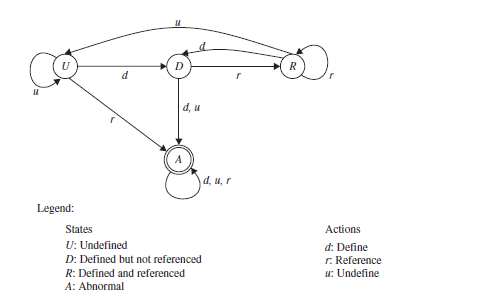 u
d
U
D
R
d
r
r
u
d, u
r
A
d, u, r
Legend:
States
U: Undefined
D: Defined but not referenced
R: Defined and referenced
A: Abnormal
Actions
d: Define
r: Reference
u: Undefine